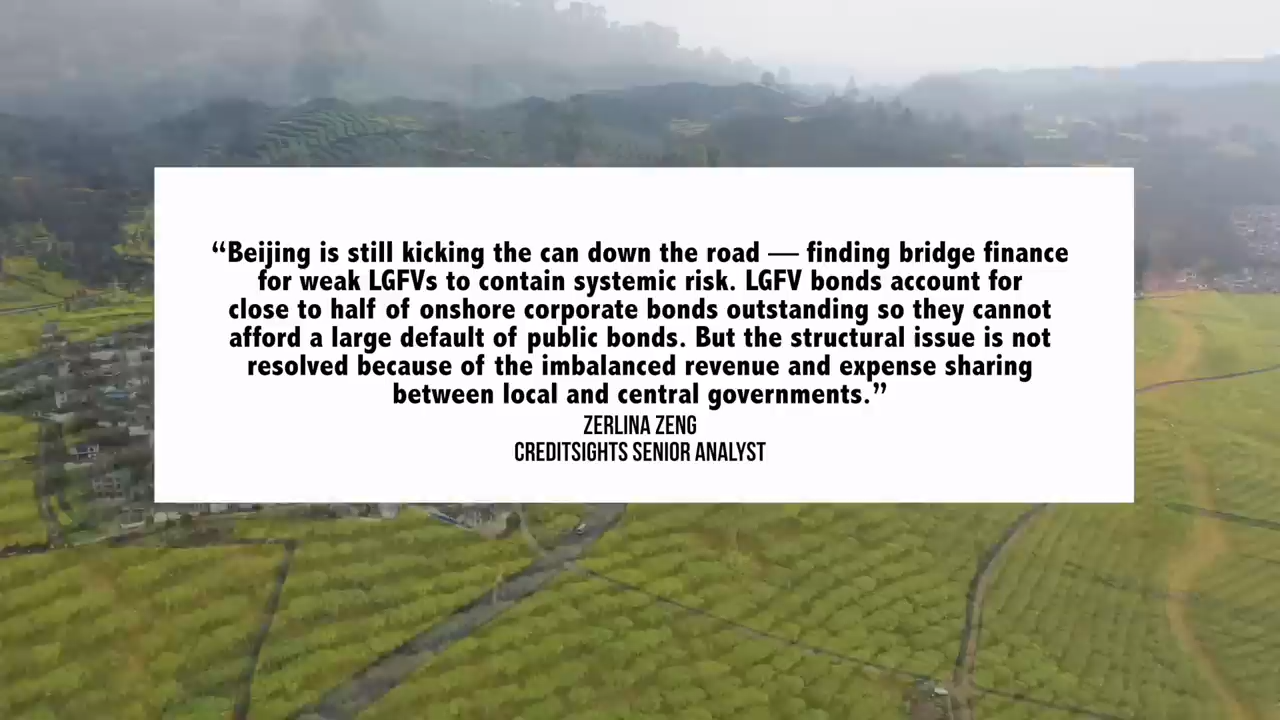 “Beijing is still kicking the can down the road — finding bridge finance
for weak LGFVs to contain systemic risk. LGFV bonds account for
close to half of onshore corporate bonds outstanding so they cannot
afford a large default of public bonds. But the structural issue is not
resolved because of the imbalanced revenue and expense sharing
between local and central governments.”
ZERLINA ZENG
CREDITSIGHTS SENIOR ANALYST